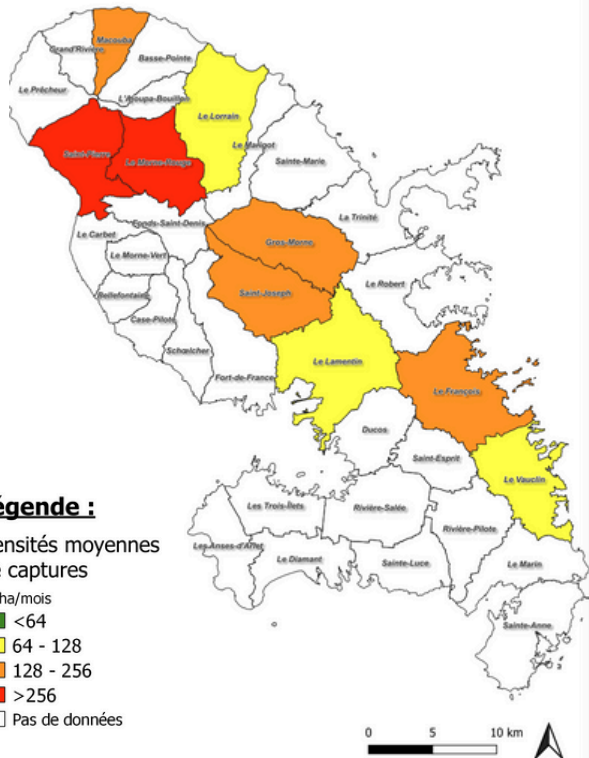 Macouba
Grand'Rivière
Basse-Pointe
Le Prêcheur
L'Ajoupa-Bouillon
Le Lorrain
Le Marigot
Saint-Pierre
Le Morne-Rouge
Sainte-Marie
Fonds-Saint-Denis
La Trinité
Le Carbet
Gros-Morne
Le Morne-Vert
Le Robert
Bellefontaine
Saint-Joseph
Case-Pilote
Schœlcher
Le Lamentin
Fort-de-France
Le François
Ducos
Saint-Esprit
Le Vauclin
Les Trois-Îlets
Rivière-Salée
Rivière-Pilote
Les Anses-d'Arlet
Le Diamant
Sainte-Luce
Le Marin
Sainte-Anne
égende :
ensités moyennes
e captures
ha/mois
<64
64 - 128
128 - 256
>256
Pas de données
0 5 10 km